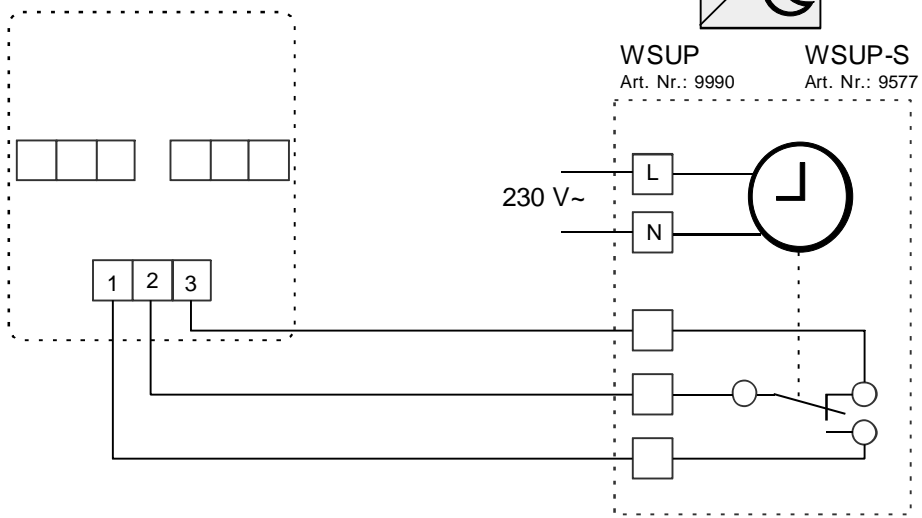 WSUP WSUP-S
Art. Nr.: 9990 Art. Nr.: 9577
L
230 V~
N
1 2 3